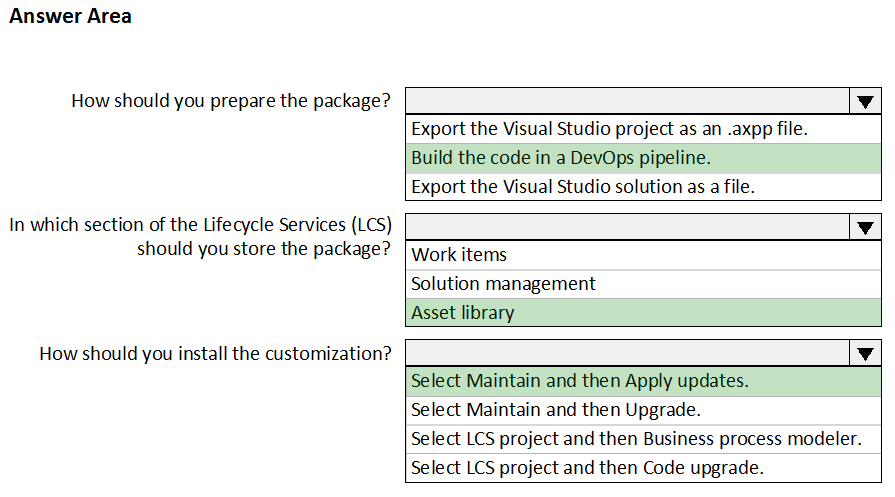 Answer Area
How should you prepare the package?
Export the Visual Studio project as an .axpp file.
Build the code in a DevOps pipeline.
Export the Visual Studio solution as a file.
In which section of the Lifecycle Services (LCS)
should you store the package?
Work items
Solution management
Asset library
How should you install the customization?
Select Maintain and then Apply updates.
Select Maintain and then Upgrade.
Select LCS project and then Business process modeler.
Select LCS project and then Code upgrade.